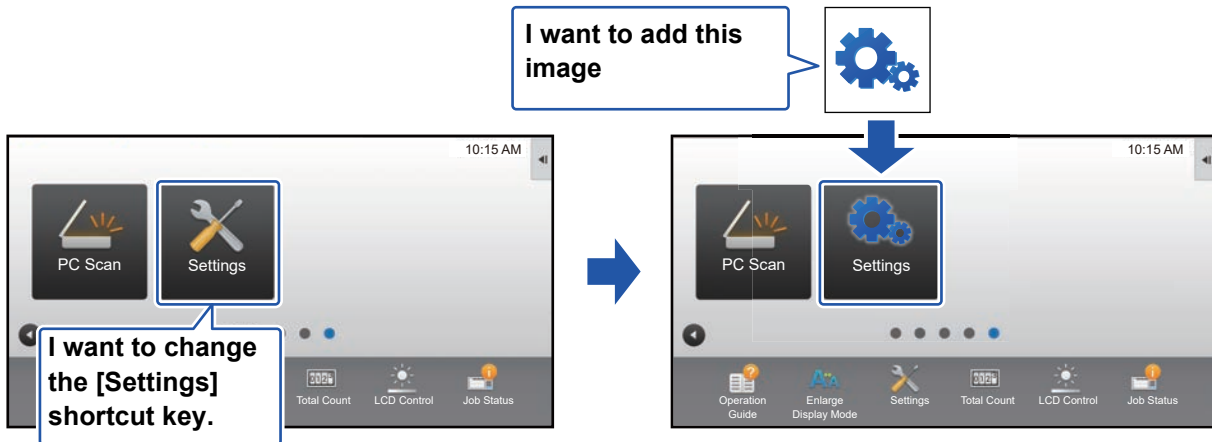 I want to add this
image
10:15 AM
PC Scan
Settings
I want to change
the [Settings]
shortcut key.
Total Count
LCD Control
Job Status
10:15 AM
PC Scan
Settings
Operation
Guide
Enlarge
Display Mode
Settings
Total Count
LCD Control
Job Status